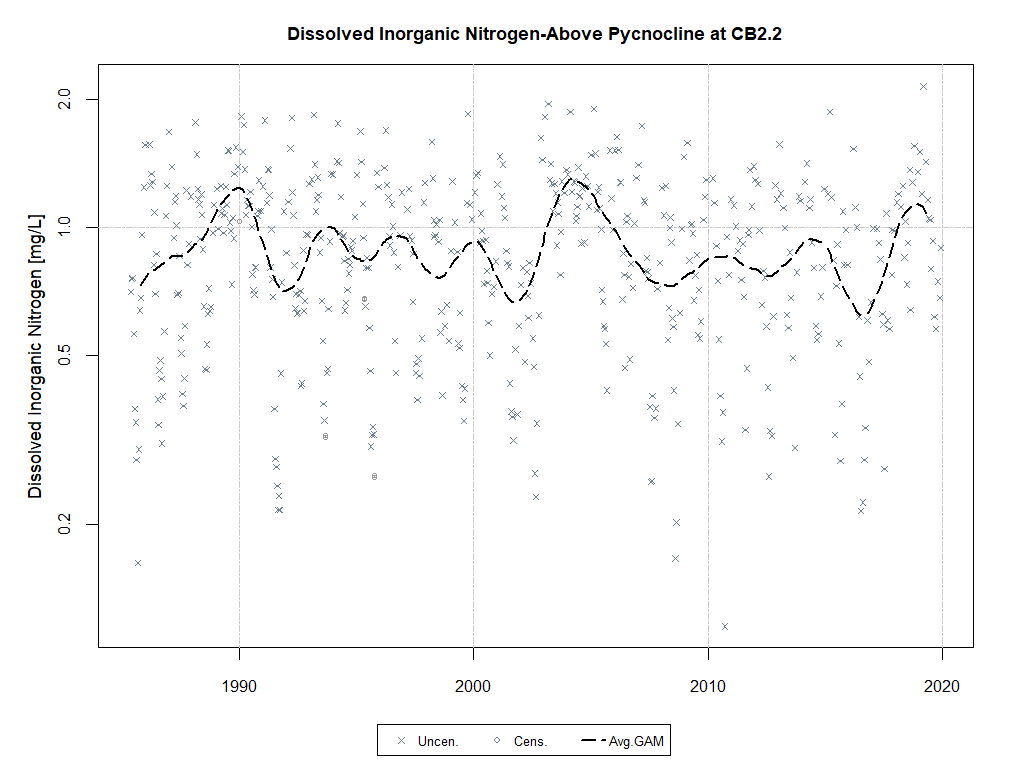 Dissolved Inorganic Nitrogen-Above Pycnocline at CB2.2
Dissolved Inorganic Nitrogen [mg/L]
2.0
1.0
0.5
0.2
1990 2000 2010 2020
Uncen. Cens. Avg.GAM